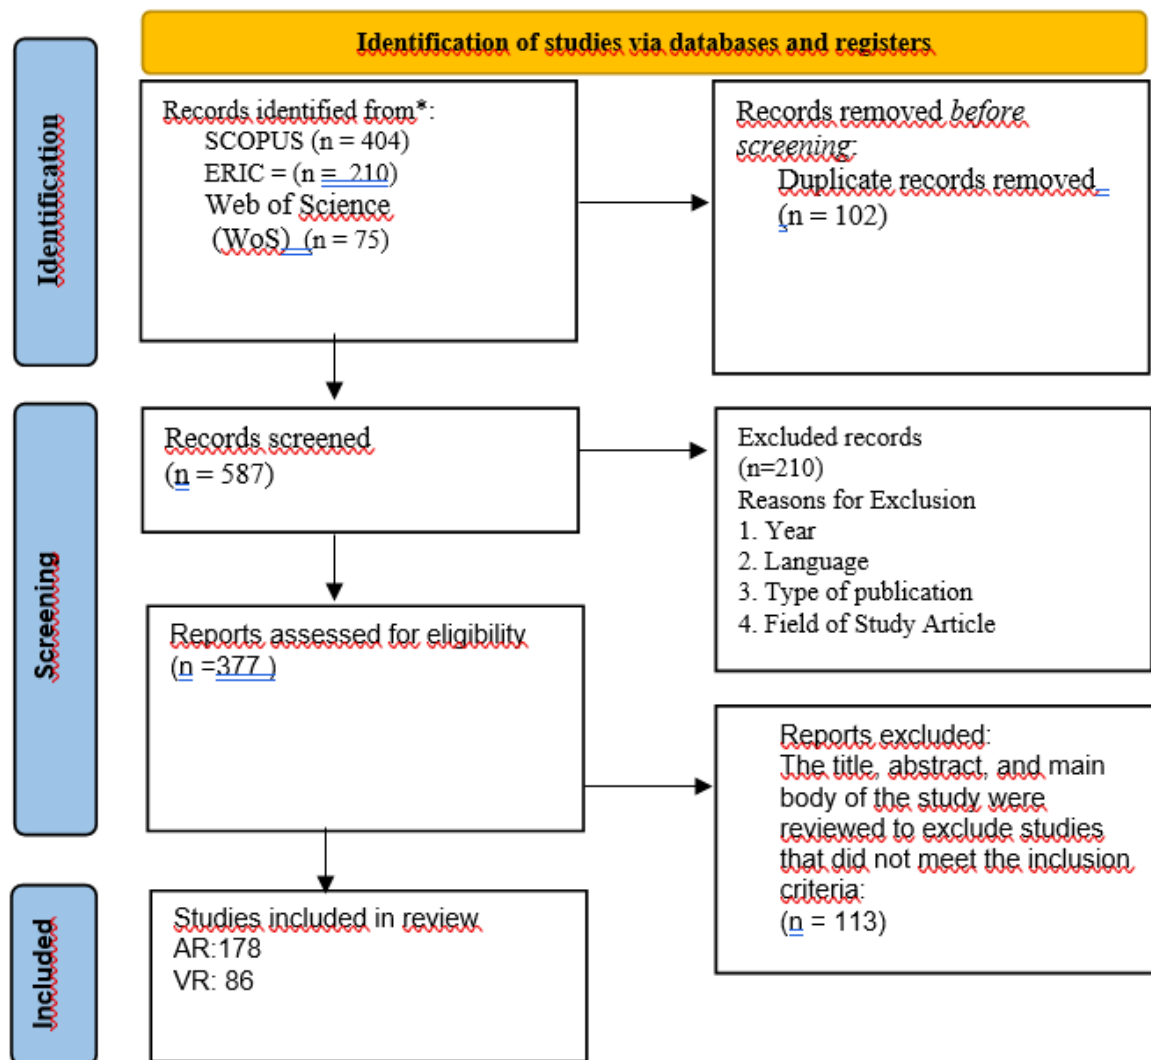 Identification of studies via databases and registers
Identification
Records identified from*:
SCOPUS (n = 404)
ERIC = (n = 210)
Web of Science
(WoS) (n = 75)
Records removed before
screening:
Duplicate records removed
(n = 102)
Screening
Records screened
(n = 587)
Excluded records
(n=210)
Reasons for Exclusion
1. Year
2. Language
3. Type of publication
4. Field of Study Article
Reports assessed for eligibility
(n =377 )
Reports excluded:
The title, abstract, and main
body of the study were
reviewed to exclude studies
that did not meet the inclusion
criteria:
(n = 113)
Included
Studies included in review
AR:178
VR: 86